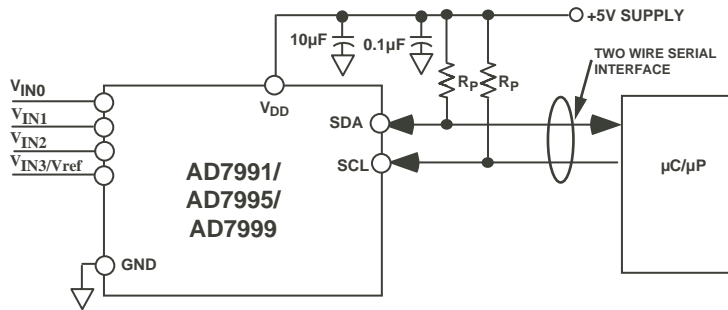 +5V SUPPLY
10µF
0.1µF
TWO WIRE SERIAL
INTERFACE
RP
RP
VIN0
VIN1
VIN2
VIN3/Vref
VDD
SDA
SCL
AD7991/
AD7995/
AD7999
µC/µP
GND